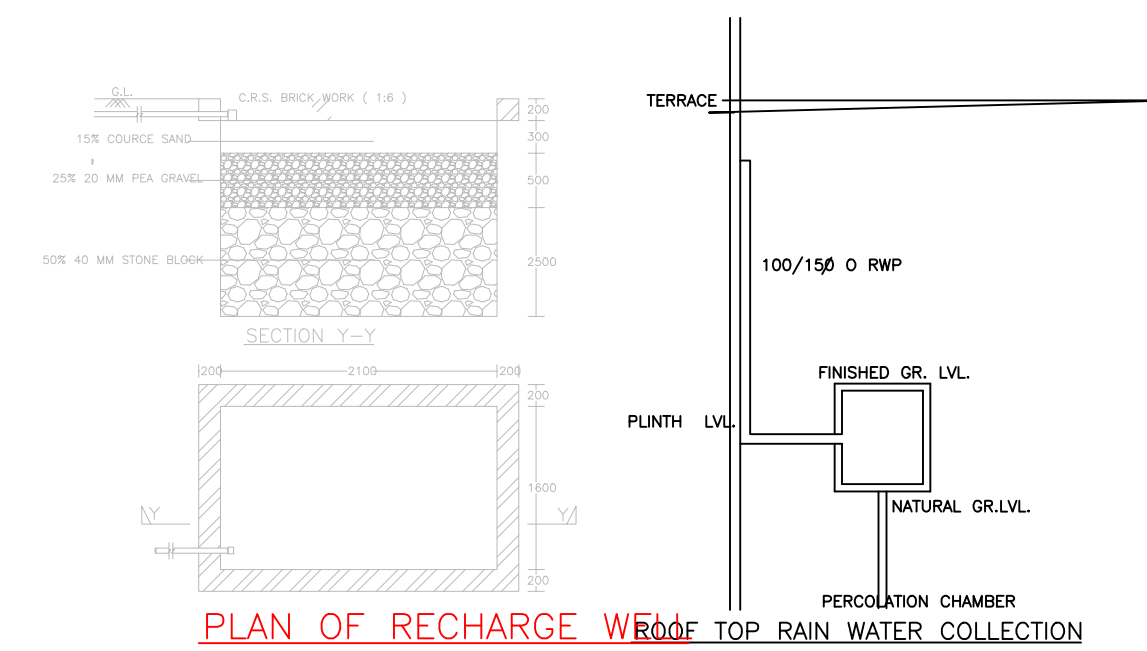 G.L.
C.R.S. BRICK WORK ( 1:6 )
200
300
15% COURCE SAND
25% 20 MM PEA GRAVEL
500
50% 40 MM STONE BLOCK
2500
SECTION Y-Y
200 2100 200
200
1600
Y Y
200
PLAN OF RECHARGE WELL
TERRACE
100/150 O RWP
FINISHED GR. LVL.
PLINTH LVL.
NATURAL GR.LVL.
PERCOLATION CHAMBER
ROOF TOP RAIN WATER COLLECTION